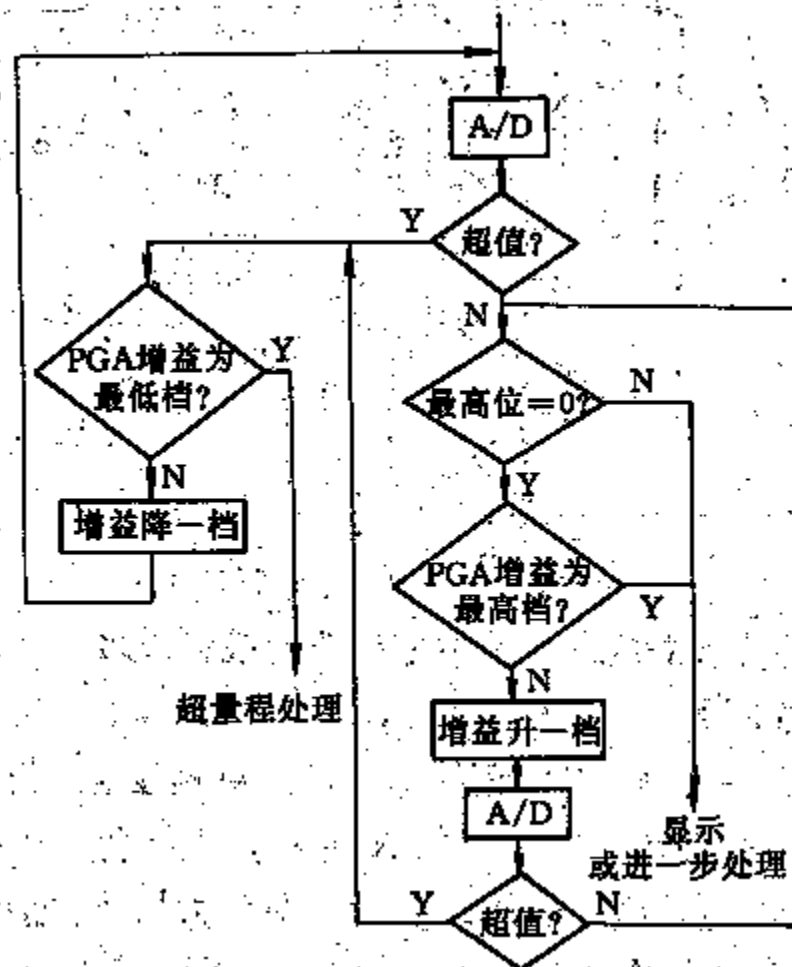 A/D
Y
超值?
N
PGA增益为
最低档?
Y
最高位=0?
N
N
Y
增益降一档
PGA增益为
最高档?
Y
N
超量程处理
增益升一档
A/D
显示
或进一步处理
Y
超值?
N